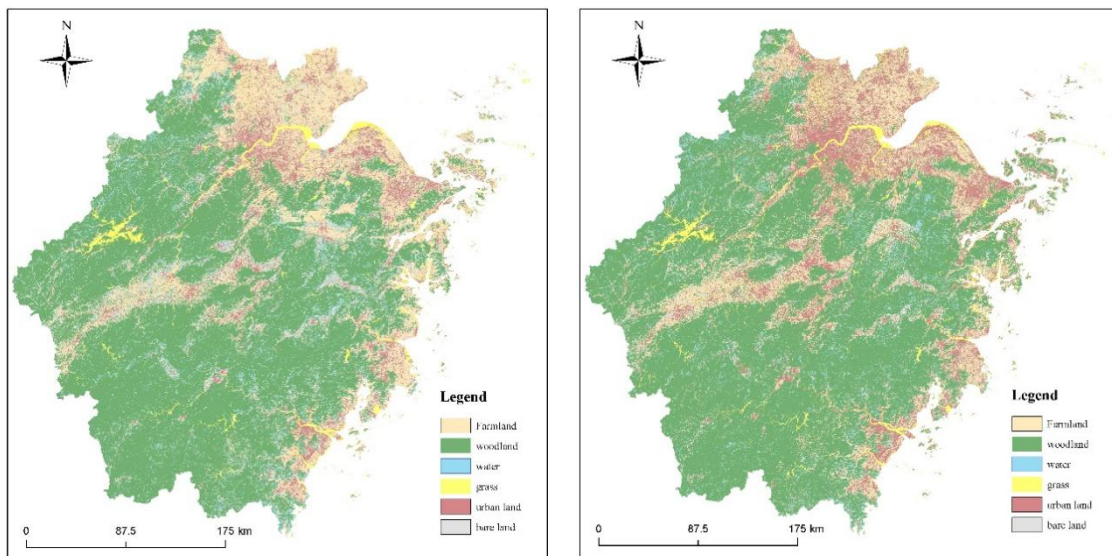 N
Legend
Farmland
woodland
water
grass
urban land
bare land
0 87.5 175 km
N
Legend
Farmland
woodland
water
grass
urban land
bare land
0 87.5 175 km